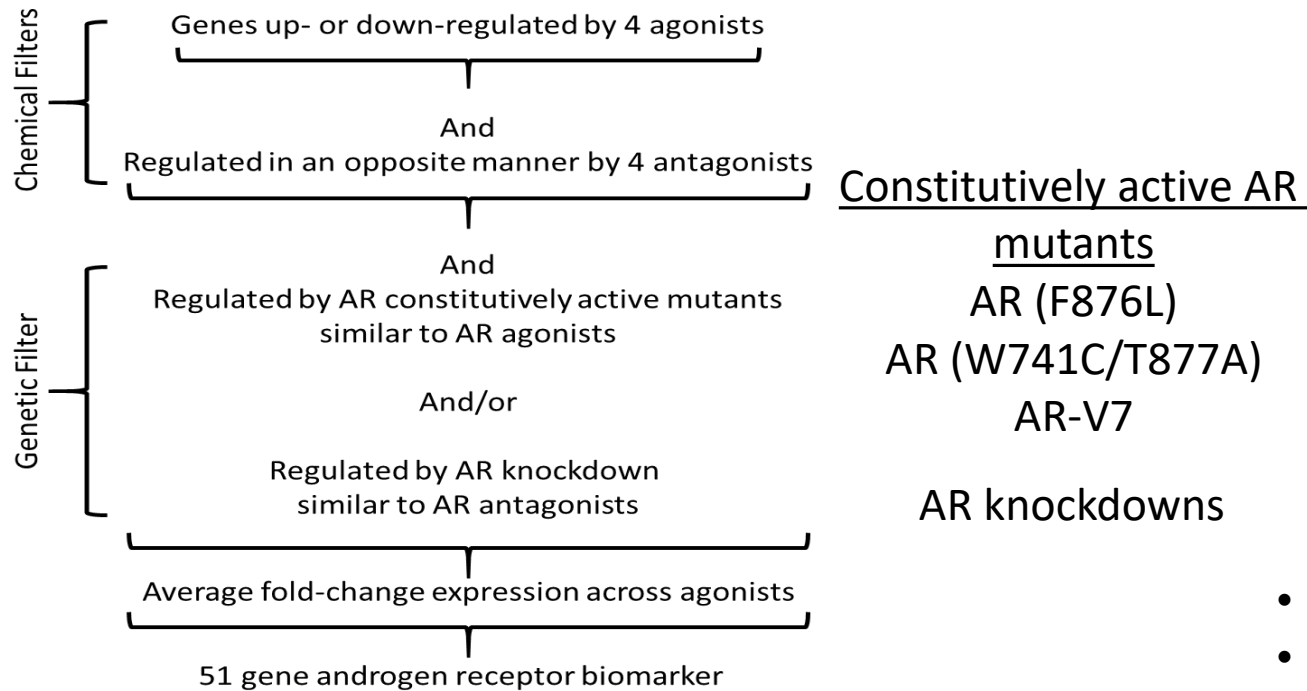 Chemical Filters
Genes up- or down-regulated by 4 agonists
And
Regulated in an opposite manner by 4 antagonists
Genetic Filter
And
Regulated by AR constitutively active mutants
similar to AR agonists
And/or
Regulated by AR knockdown
similar to AR antagonists
Average fold-change expression across agonists
51 gene androgen receptor biomarker
Constitutively active AR
mutants
AR (F876L)
AR (W741C/T877A)
AR-V7
AR knockdowns
•
•